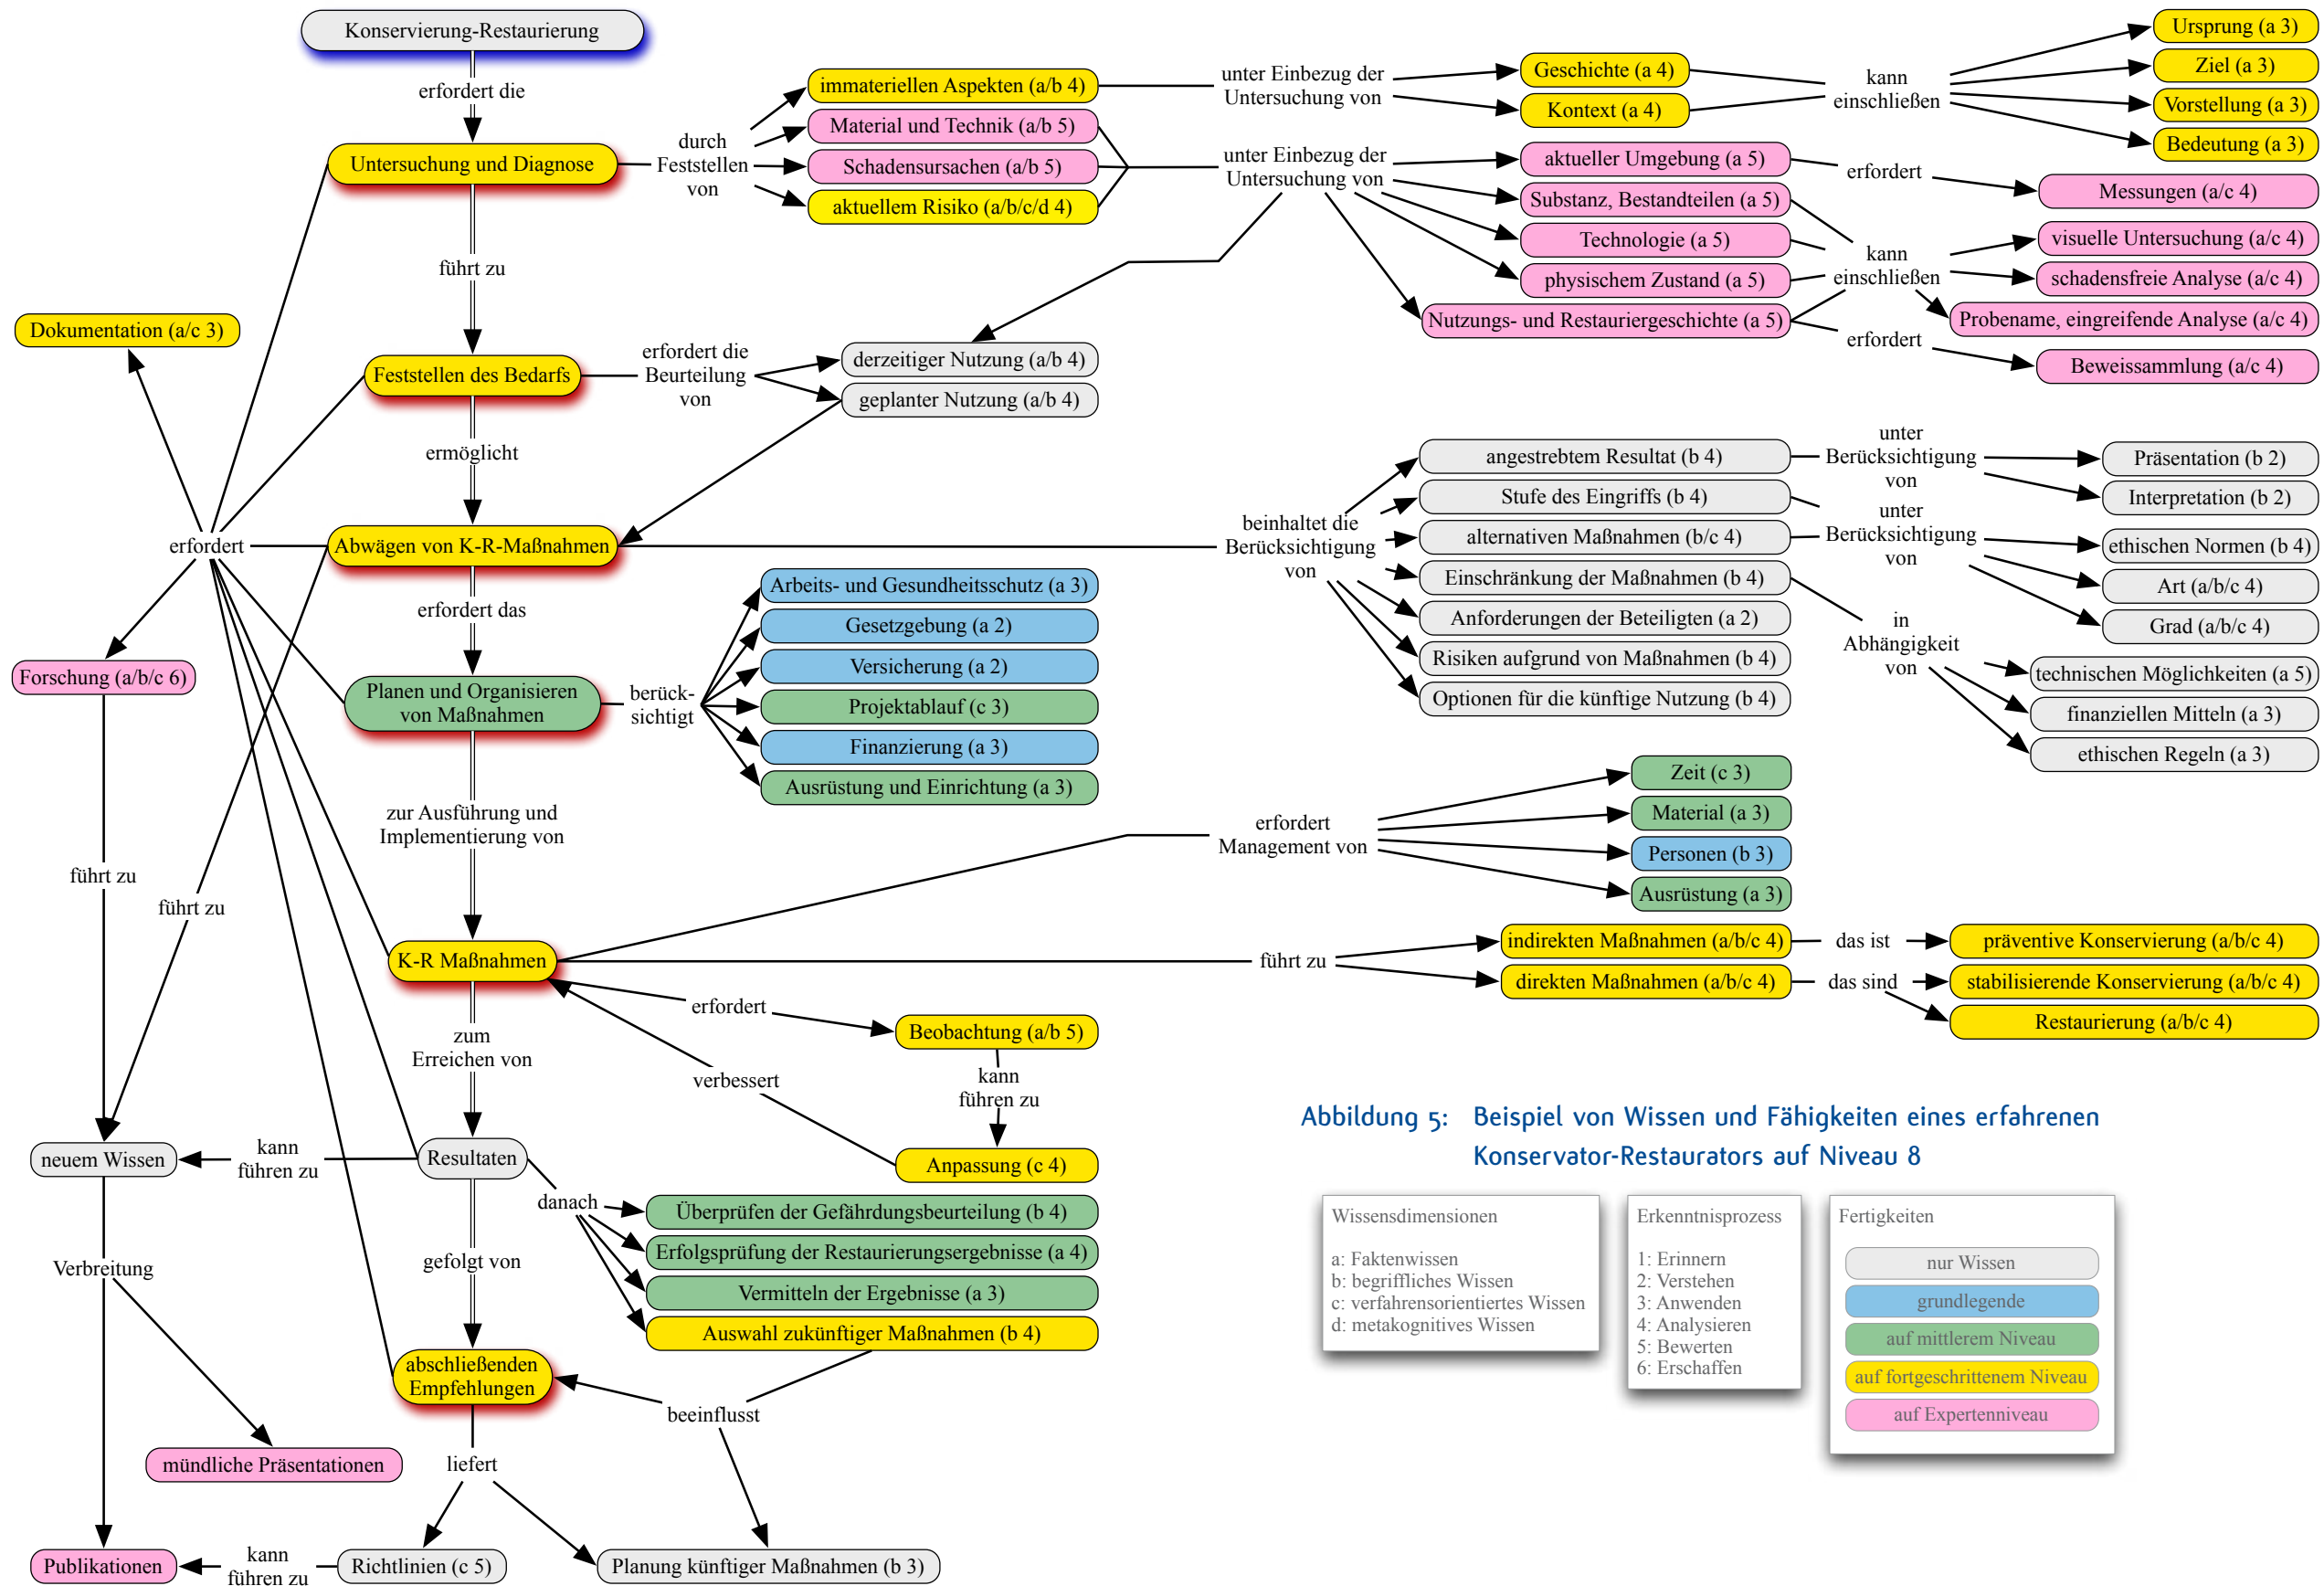 Konservierung-Restaurierung
erfordert die
Untersuchung und Diagnose
durch
Feststellen
von
immateriellen Aspekten (a/b 4)
Material und Technik (a/b 5)
Schadensursachen (a/b 5)
aktuellem Risiko (a/b/c/d 4)
unter Einbezug der
Untersuchung von
Geschichte (a 4)
Kontext (a 4)
kann
einschließen
Ursprung (a 3)
Ziel (a 3)
Vorstellung (a 3)
Bedeutung (a 3)
unter Einbezug der
Untersuchung von
aktueller Umgebung (a 5)
Substanz, Bestandteilen (a 5)
Technologie (a 5)
physischem Zustand (a 5)
Nutzungs- und Restauriergeschichte (a 5)
erfordert
Messungen (a/c 4)
kann
einschließen
visuelle Untersuchung (a/c 4)
schadensfreie Analyse (a/c 4)
Probename, eingreifende Analyse (a/c 4)
erfordert
Beweissammlung (a/c 4)
führt zu
Dokumentation (a/c 3)
Feststellen des Bedarfs
erfordert die
Beurteilung
von
derzeitiger Nutzung (a/b 4)
geplanter Nutzung (a/b 4)
ermöglicht
erfordert
Abwägen von K-R-Maßnahmen
beinhaltet die
Berücksichtigung
von
angestrebtem Resultat (b 4)
Stufe des Eingriffs (b 4)
alternativen Maßnahmen (b/c 4)
Einschränkung der Maßnahmen (b 4)
Anforderungen der Beteiligten (a 2)
Risiken aufgrund von Maßnahmen (b 4)
Optionen für die künftige Nutzung (b 4)
unter
Berücksichtigung
von
Präsentation (b 2)
Interpretation (b 2)
unter
Berücksichtigung
von
ethischen Normen (b 4)
Art (a/b/c 4)
Grad (a/b/c 4)
in
Abhängigkeit
von
technischen Möglichkeiten (a 5)
finanziellen Mitteln (a 3)
ethischen Regeln (a 3)
erfordert das
Forschung (a/b/c 6)
Planen und Organisieren
von Maßnahmen
berück-
sichtigt
Arbeits- und Gesundheitsschutz (a 3)
Gesetzgebung (a 2)
Versicherung (a 2)
Projektablauf (c 3)
Finanzierung (a 3)
Ausrüstung und Einrichtung (a 3)
zur Ausführung und
Implementierung von
führt zu
führt zu
erfordert
Management von
Zeit (c 3)
Material (a 3)
Personen (b 3)
Ausrüstung (a 3)
K-R Maßnahmen
führt zu
indirekten Maßnahmen (a/b/c 4)
das ist
präventive Konservierung (a/b/c 4)
direkten Maßnahmen (a/b/c 4)
das sind
stabilisierende Konservierung (a/b/c 4)
Restaurierung (a/b/c 4)
erfordert
Beobachtung (a/b 5)
zum
Erreichen von
verbessert
kann
führen zu
Anpassung (c 4)
neuem Wissen
kann
führen zu
Resultaten
danach
Überprüfen der Gefährdungsbeurteilung (b 4)
Erfolgsprüfung der Restaurierungsergebnisse (a 4)
Vermitteln der Ergebnisse (a 3)
Auswahl zukünftiger Maßnahmen (b 4)
gefolgt von
Verbreitung
abschließenden
Empfehlungen
beeinflusst
mündliche Präsentationen
liefert
Publikationen
kann
führen zu
Richtlinien (c 5)
Planung künftiger Maßnahmen (b 3)
Abbildung 5: Beispiel von Wissen und Fähigkeiten eines erfahrenen
Konservator-Restaurators auf Niveau 8
Wissensdimensionen
a: Faktenwissen
b: begriffliches Wissen
c: verfahrensorientiertes Wissen
d: metakognitives Wissen
Erkenntnisprozess
1: Erinnern
2: Verstehen
3: Anwenden
4: Analysieren
5: Bewerten
6: Erschaffen
Fertigkeiten
nur Wissen
grundlegende
auf mittlerem Niveau
auf fortgeschrittenem Niveau
auf Expertenniveau